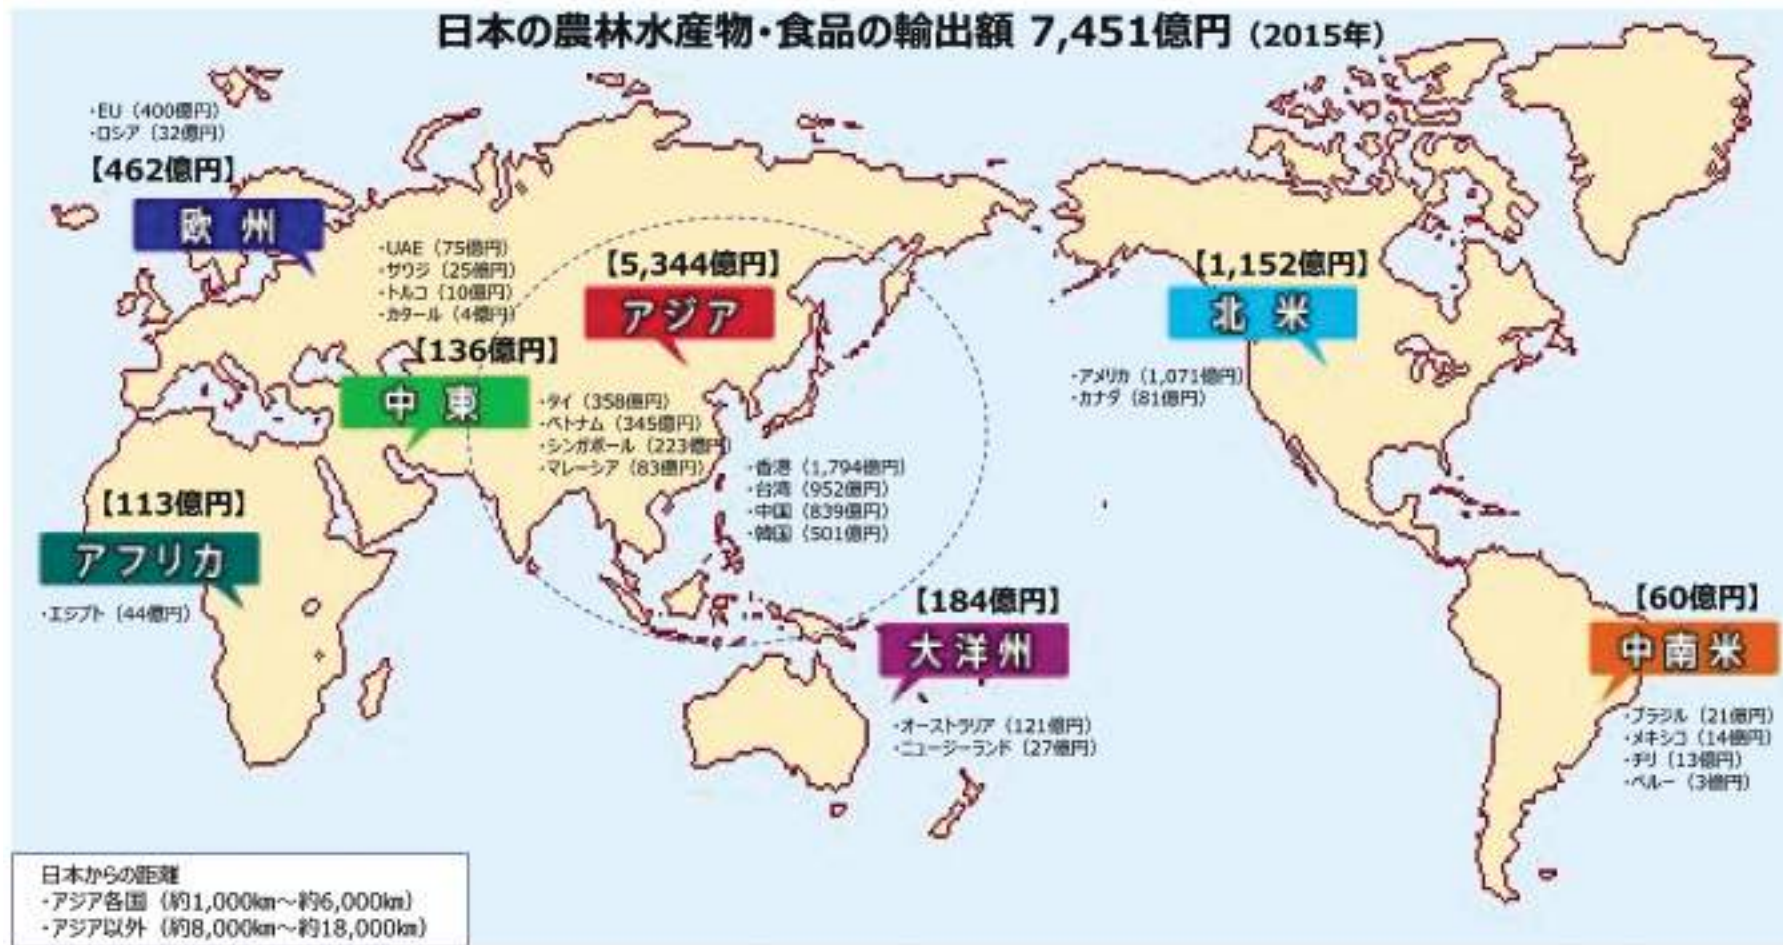 日本の農林水産物・食品の輸出額 7,451億円（2015年）
・EU（400億円）
・ロシア（32億円）
【462億円】
欧州
・UAE（75億円）
・サウジ（25億円）
・トルコ（10億円）
・カタール（4億円）
【136億円】
中東
【5,344億円】
アジア
・タイ（358億円）
・ベトナム（345億円）
・シンガポール（223億円）
・マレーシア（83億円）
・香港（1,794億円）
・台湾（952億円）
・中国（839億円）
・韓国（501億円）
【1,152億円】
北米
・アメリカ（1,071億円）
・カナダ（81億円）
【113億円】
アフリカ
・エジプト（44億円）
【184億円】
大洋州
・オーストラリア（121億円）
・ニュージーランド（27億円）
【60億円】
中南米
・ブラジル（21億円）
・メキシコ（14億円）
・チリ（13億円）
・ペルー（3億円）
日本からの距離
・アジア各国（約1,000km～約6,000km）
・アジア以外（約8,000km～約18,000km）